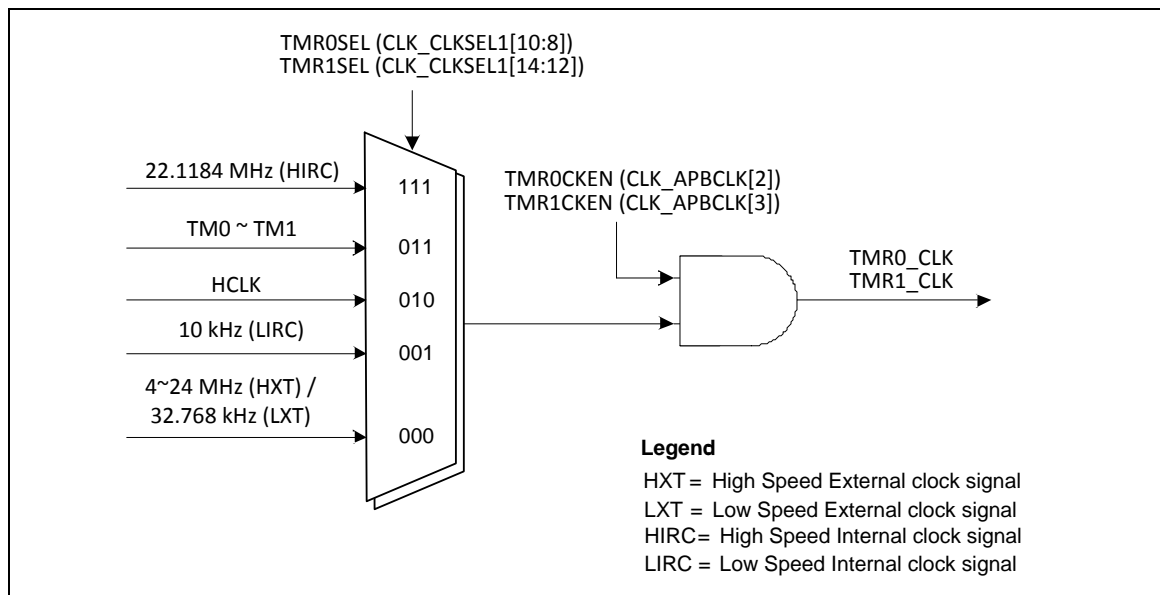 TMR0SEL (CLK_CLKSEL1[10:8])
TMR1SEL (CLK_CLKSEL1[14:12])
22.1184 MHz (HIRC)
111
TM0 ~ TM1
011
HCLK
010
10 kHz (LIRC)
001
4~24 MHz (HXT) /
32.768 kHz (LXT)
000
TMR0CKEN (CLK_APBCLK[2])
TMR1CKEN (CLK_APBCLK[3])
TMR0_CLK
TMR1_CLK
Legend
HXT = High Speed External clock signal
LXT = Low Speed External clock signal
HIRC= High Speed Internal clock signal
LIRC = Low Speed Internal clock signal